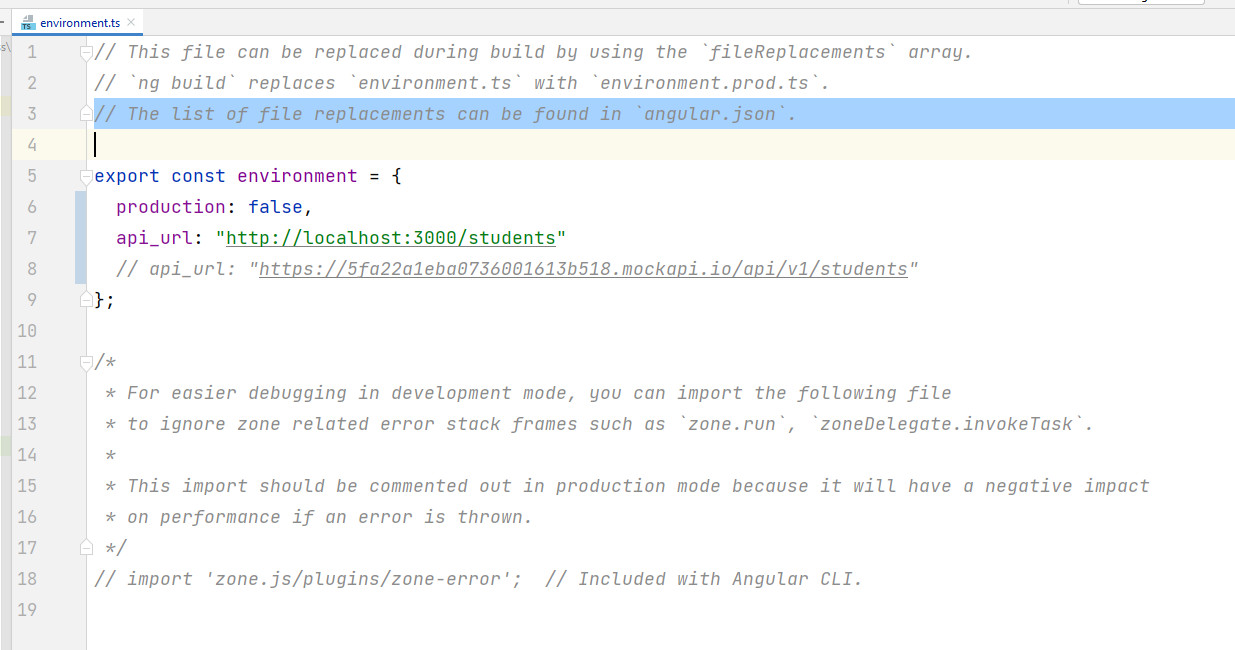 environment.ts
1 // This file can be replaced during build by using the `fileReplacements` array.
2 // `ng build` replaces `environment.ts` with `environment.prod.ts`.
3 // The list of file replacements can be found in `angular.json`.
4
5 export const environment = {
6   production: false,
7   api_url: "http://localhost:3000/students"
8   // api_url: "https://5fa22a1eba0736001613b518.mockapi.io/api/v1/students"
9 };
10
11 /*
12  * For easier debugging in development mode, you can import the following file
13  * to ignore zone related error stack frames such as `zone.run`, `zoneDelegate.invokeTask`.
14  *
15  * This import should be commented out in production mode because it will have a negative impact
16  * on performance if an error is thrown.
17  */
18 // import 'zone.js/plugins/zone-error';  // Included with Angular CLI.
19